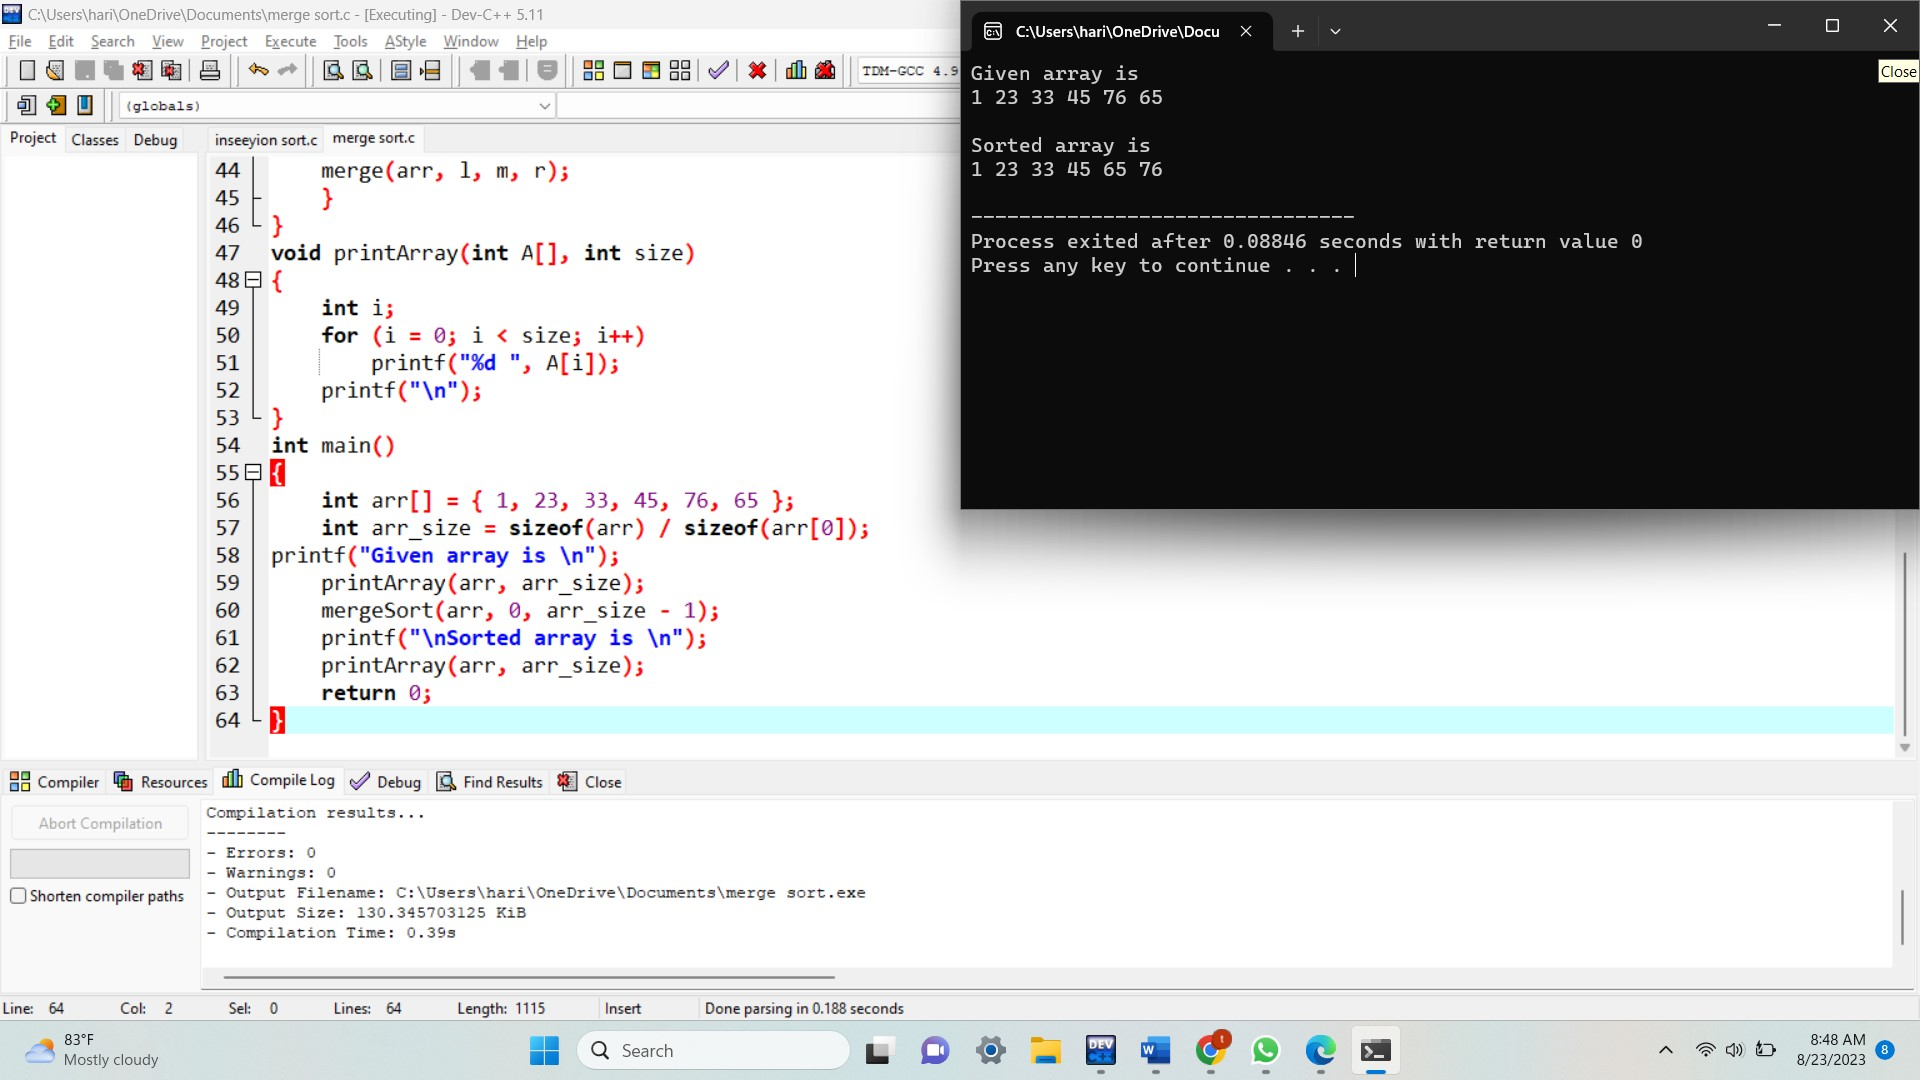 C:\Users\hari\OneDrive\Documents\merge sort.c - [Executing] - Dev-C++ 5.11
File Edit Search View Project Execute Tools AStyle Window Help
TDM-GCC 4.9
(globals)
Project Classes Debug
inseeyion sort.c merge sort.c
44 merge(arr, l, m, r);
45 }
46 }
47 void printArray(int A[], int size)
48 {
49 int i;
50 for (i = 0; i < size; i++)
51 printf("%d ", A[i]);
52 printf("\n");
53 }
54 int main()
55 {
56 int arr[] = { 1, 23, 33, 45, 76, 65 };
57 int arr_size = sizeof(arr) / sizeof(arr[0]);
58 printf("Given array is \n");
59 printArray(arr, arr_size);
60 mergeSort(arr, 0, arr_size - 1);
61 printf("\nSorted array is \n");
62 printArray(arr, arr_size);
63 return 0;
64 }
C:\Users\hari\OneDrive\Docu
Close
Given array is
1 23 33 45 76 65
Sorted array is
1 23 33 45 65 76
--------------------------------
Process exited after 0.08846 seconds with return value 0
Press any key to continue . . .
Compiler Resources Compile Log Debug Find Results Close
Abort Compilation
Shorten compiler paths
Compilation results...
--------
- Errors: 0
- Warnings: 0
- Output Filename: C:\Users\hari\OneDrive\Documents\merge sort.exe
- Output Size: 130.345703125 KiB
- Compilation Time: 0.39s
Line: 64 Col: 2 Sel: 0 Lines: 64 Length: 1115 Insert Done parsing in 0.188 seconds
83°F
Mostly cloudy
Search
DEV C++
W
t
8:48 AM
8/23/2023
8